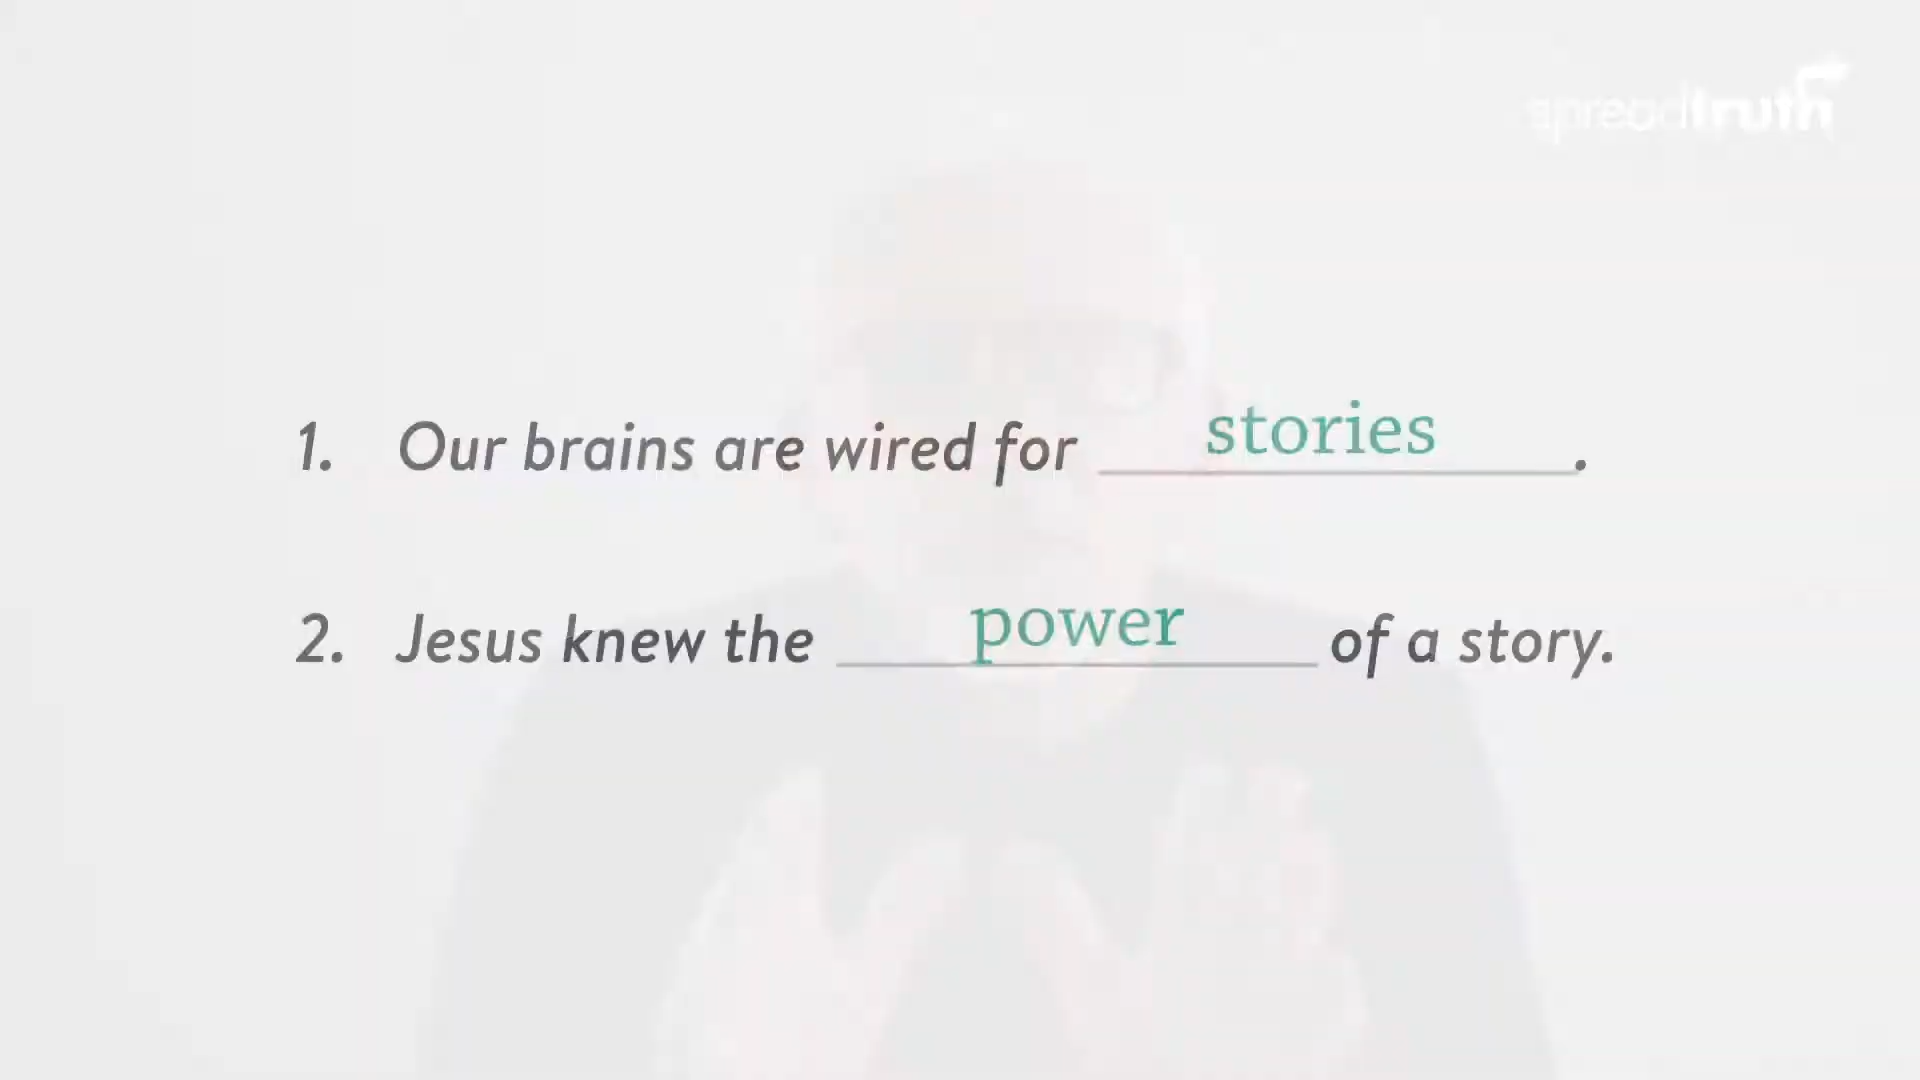 spreadtruth
1. Our brains are wired for stories.
2. Jesus knew the power of a story.